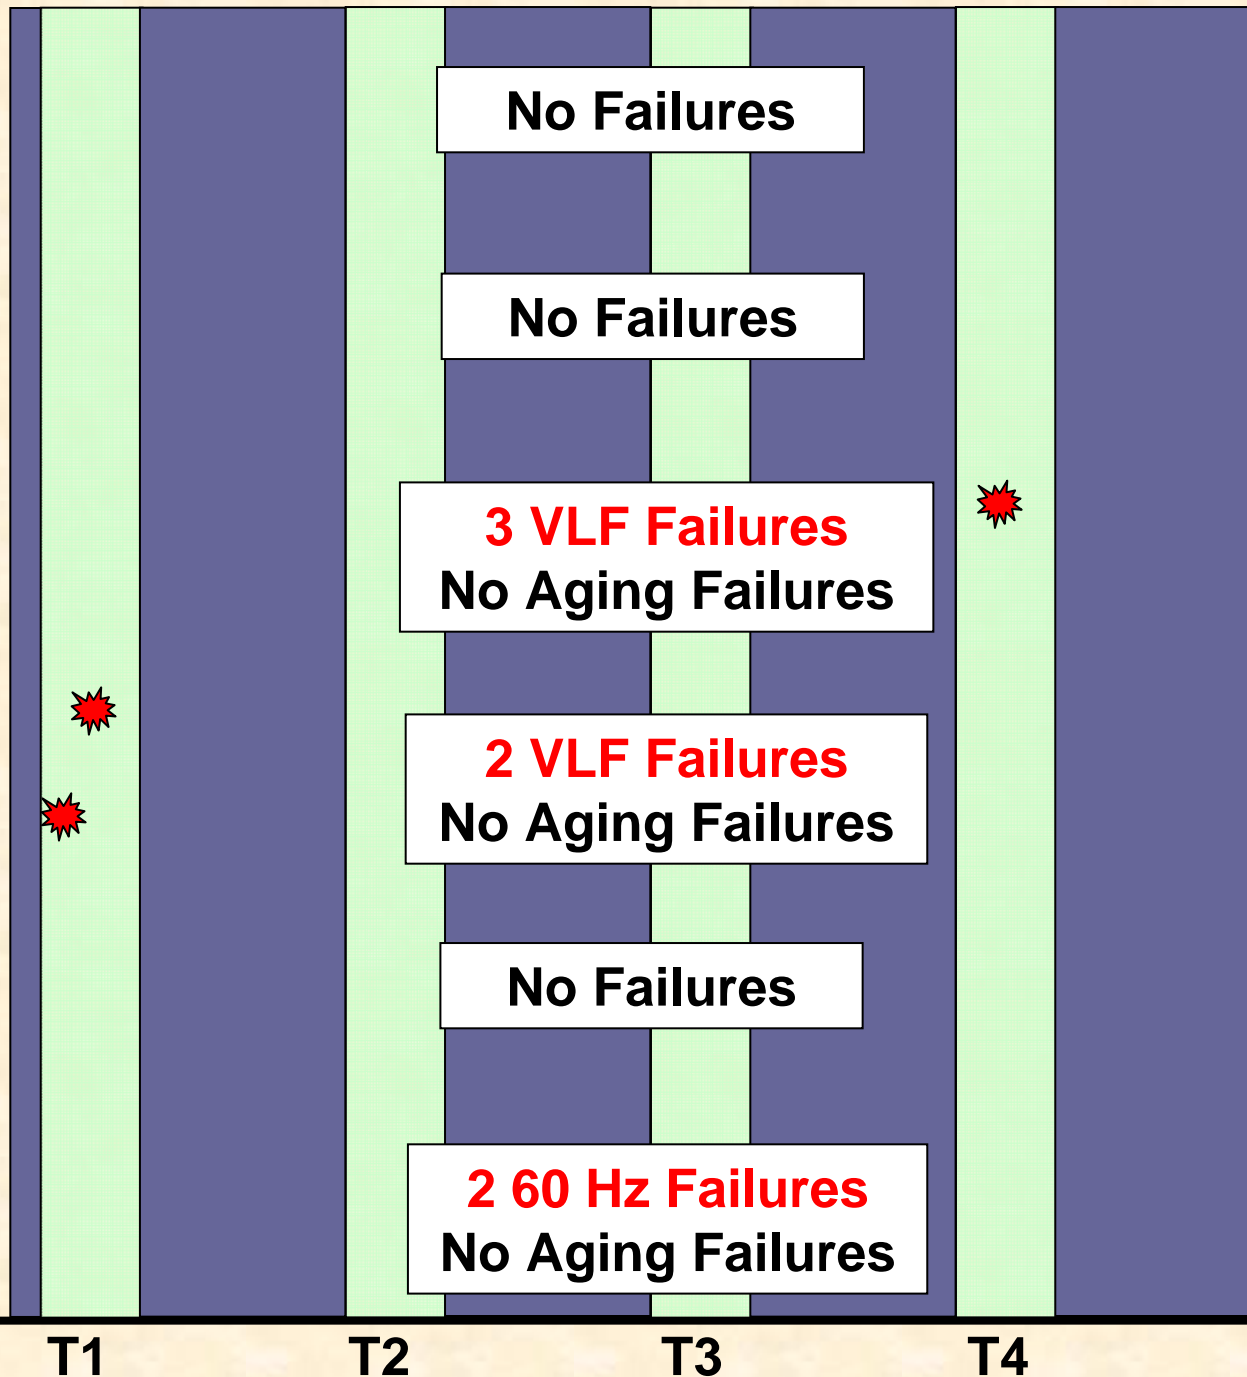 No Failures
No Failures
3 VLF Failures
No Aging Failures
2 VLF Failures
No Aging Failures
No Failures
2 60 Hz Failures
No Aging Failures
T1 T2 T3 T4